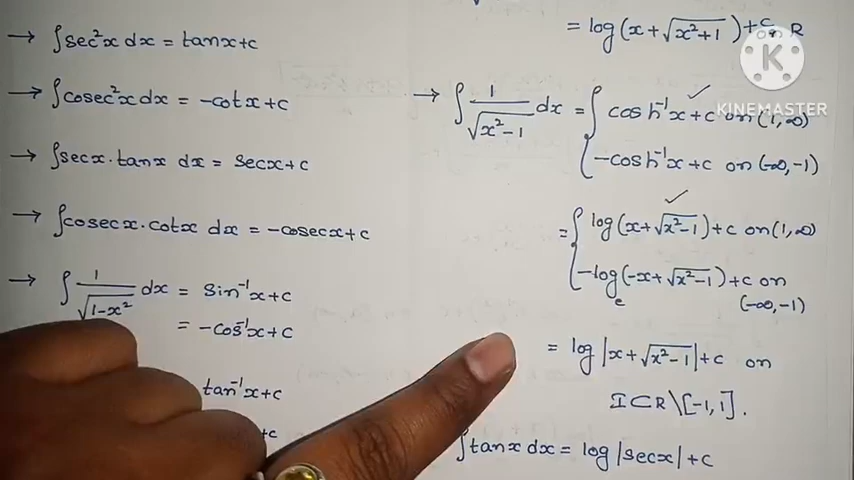 → ∫sec²x dx = tanx+c
→ ∫cosec²x dx = -cotx+c
→ ∫secx·tanx dx = secx+c
→ ∫cosecx·cotx dx = -cosecx+c
→ ∫ 1/√(1-x²) dx = sin⁻¹x+c
= -cos⁻¹x+c
tan⁻¹x+c
+c
= log(x+√(x²+1))+c on R
KINEMASTER
→ ∫ 1/√(x²-1) dx = { cosh⁻¹x+c on (1,∞) ✓
-cosh⁻¹x+c on (-∞,-1)
= { log(x+√(x²-1))+c on (1,∞) ✓
-logₑ(-x+√(x²-1))+c on (-∞,-1)
= log|x+√(x²-1)|+c on
I⊂R\[-1,1].
∫tanx dx = log|secx|+c